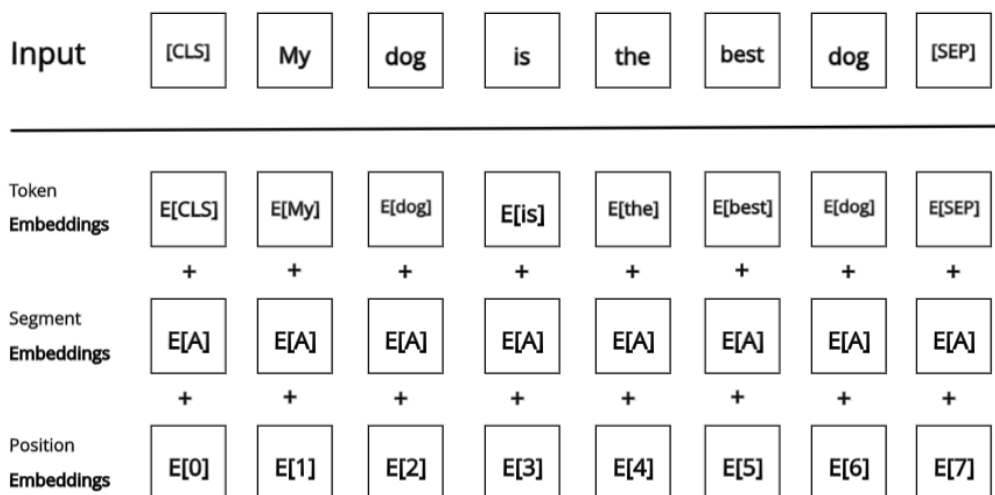 Input [CLS] My dog is the best dog [SEP]
Token
Embeddings
E[CLS] E[My] E[dog] E[is] E[the] E[best] E[dog] E[SEP]
+ + + + + + + +
Segment
Embeddings
E[A] E[A] E[A] E[A] E[A] E[A] E[A] E[A]
+ + + + + + + +
Position
Embeddings
E[0] E[1] E[2] E[3] E[4] E[5] E[6] E[7]